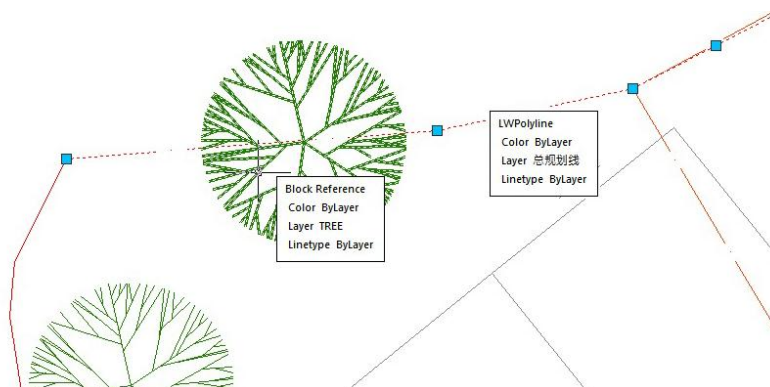 LWPolyline
Color ByLayer
Layer 总规划线
Linetype ByLayer
Block Reference
Color ByLayer
Layer TREE
Linetype ByLayer